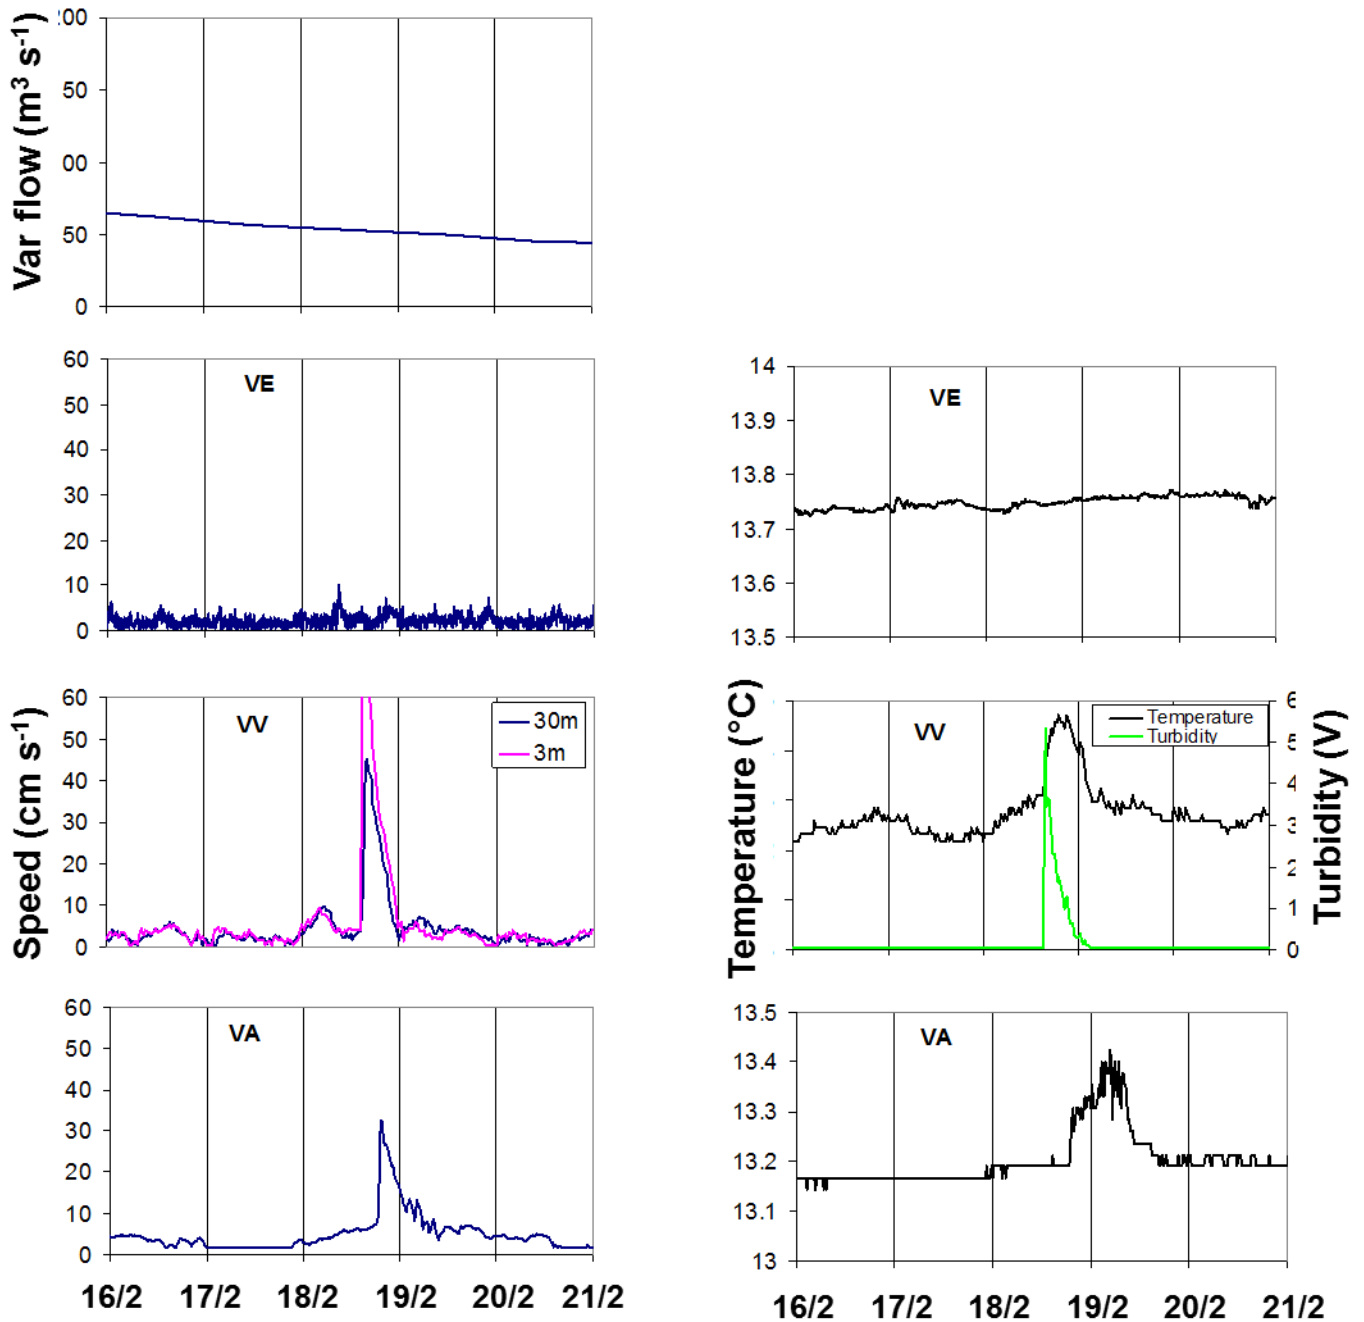 Var flow (m³ s⁻¹)
200
50
00
50
0
60
50
40
30
20
10
0
VE
14
13.9
13.8
13.7
13.6
13.5
VE
Speed (cm s⁻¹)
60
50
40
30
20
10
0
VV
30m
3m
Temperature (°C)
VV
Temperature
Turbidity
6
5
4
3
2
1
0
Turbidity (V)
60
50
40
30
20
10
0
VA
16/2 17/2 18/2 19/2 20/2 21/2
13.5
13.4
13.3
13.2
13.1
13
VA
16/2 17/2 18/2 19/2 20/2 21/2